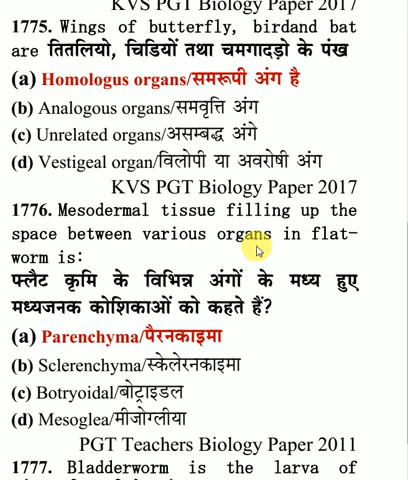 KVS PGT Biology Paper 2017
1775. Wings of butterfly, birdand bat
are तितलियो, चिडियों तथा चमगादड़ो के पंख
(a) Homologus organs/समरूपी अंग है
(b) Analogous organs/समवृत्ति अंग
(c) Unrelated organs/असम्बद्ध अंगे
(d) Vestigeal organ/विलोपी या अवरोषी अंग
KVS PGT Biology Paper 2017
1776. Mesodermal tissue filling up the
space between various organs in flat-
worm is:
फ्लैट कृमि के विभिन्न अंगों के मध्य हुए
मध्यजनक कोशिकाओं को कहते हैं?
(a) Parenchyma/पैरनकाइमा
(b) Sclerenchyma/स्केलेरनकाइमा
(c) Botryoidal/बोट्राइडल
(d) Mesoglea/मीजोग्लीया
PGT Teachers Biology Paper 2011
1777. Bladderworm is the larva of